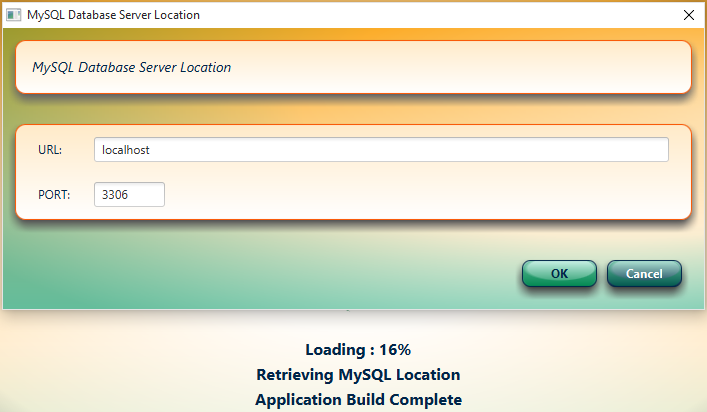 MySQL Database Server Location
MySQL Database Server Location
URL: localhost
PORT: 3306
OK Cancel
Loading : 16%
Retrieving MySQL Location
Application Build Complete